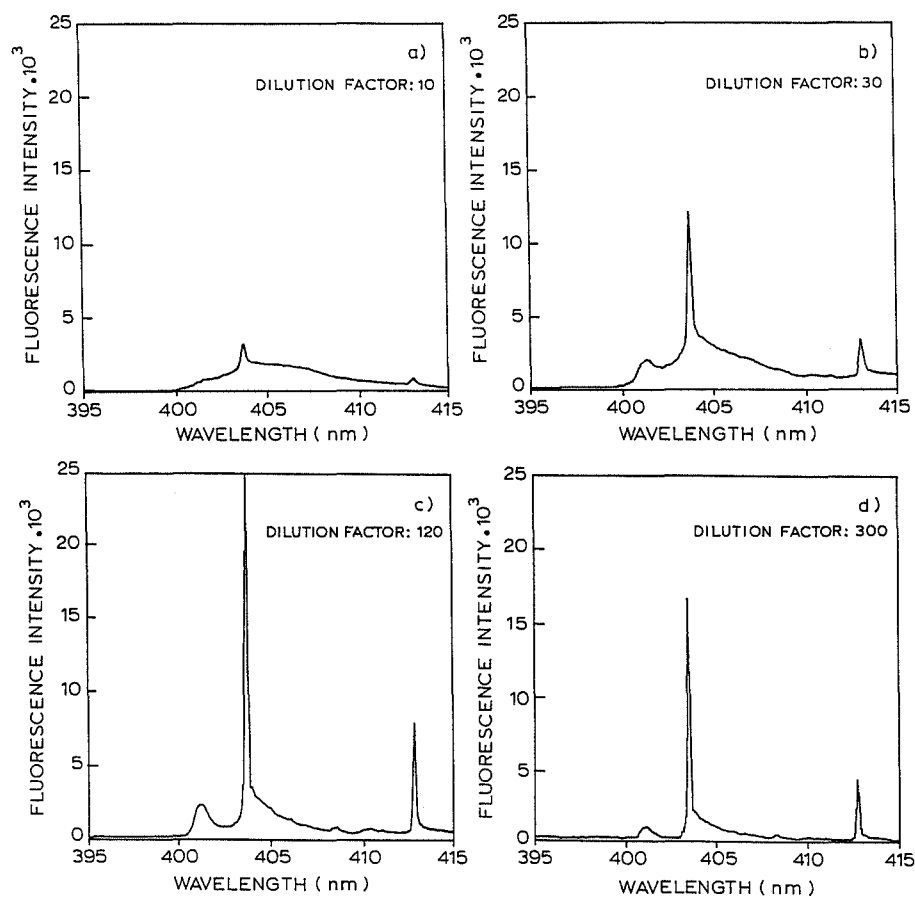 a)
DILUTION FACTOR: 10
FLUORESCENCE INTENSITY•10³
25
20
15
10
5
0
395 400 405 410 415
WAVELENGTH ( nm )
b)
DILUTION FACTOR: 30
FLUORESCENCE INTENSITY•10³
25
20
15
10
5
0
395 400 405 410 415
WAVELENGTH ( nm )
c)
DILUTION FACTOR: 120
FLUORESCENCE INTENSITY•10³
25
20
15
10
5
0
395 400 405 410 415
WAVELENGTH ( nm )
d)
DILUTION FACTOR: 300
FLUORESCENCE INTENSITY•10³
25
20
15
10
5
0
395 400 405 410 415
WAVELENGTH ( nm )